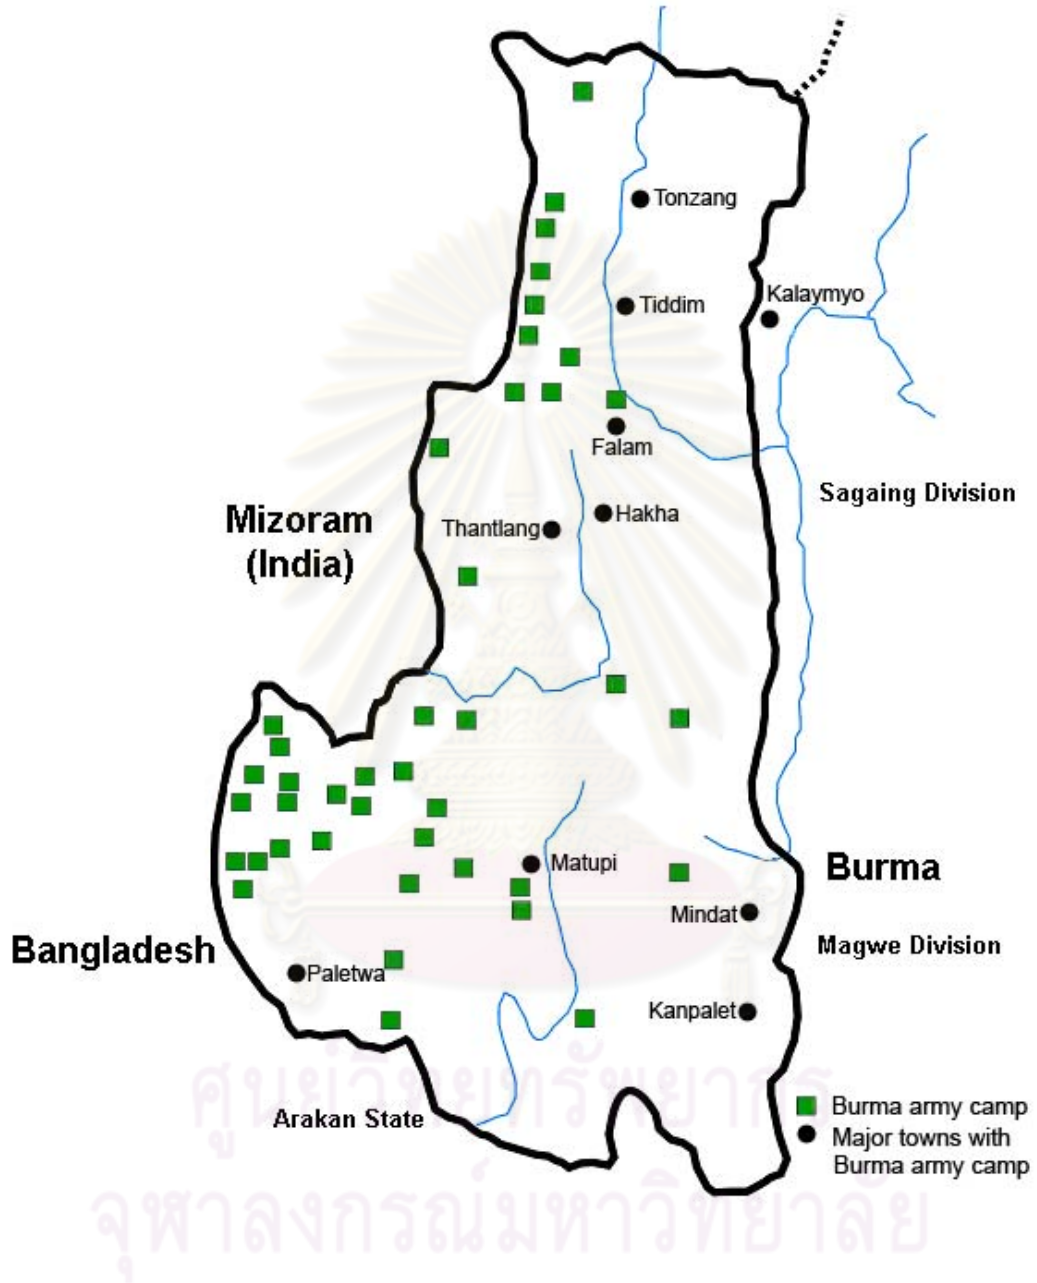 Tonzang
Kalaymyo
Tiddim
Falam
Sagaing Division
Mizoram
(India)
Thantlang
Hakha
Matupi
Burma
Mindat
Magwe Division
Bangladesh
Paletwa
Kanpalet
Arakan State
Burma army camp
Major towns with
Burma army camp
ศูนย์วิทยทรัพยากร
จุฬาลงกรณ์มหาวิทยาลัย